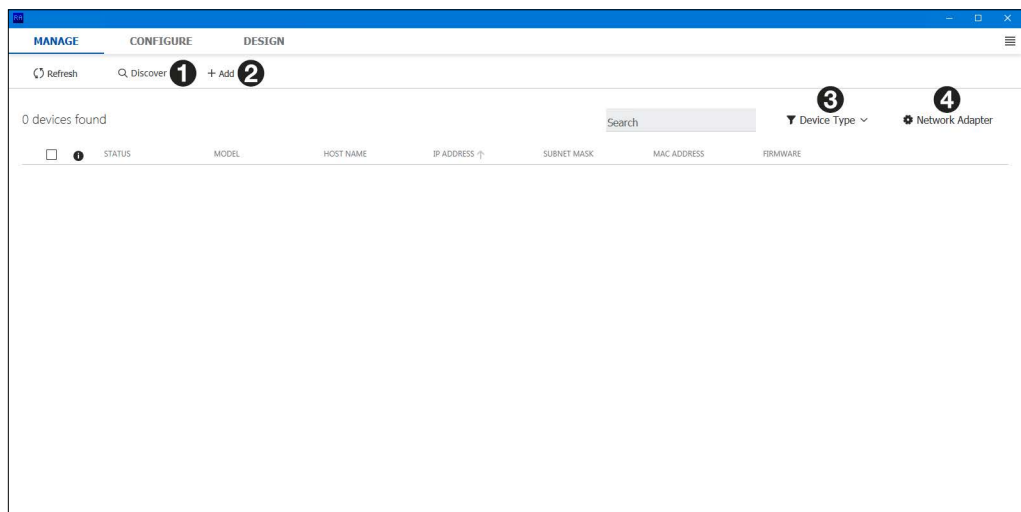 RA
MANAGE CONFIGURE DESIGN
Refresh Discover 1 + Add 2
3 4
0 devices found Search Device Type Network Adapter
STATUS MODEL HOST NAME IP ADDRESS ↑ SUBNET MASK MAC ADDRESS FIRMWARE